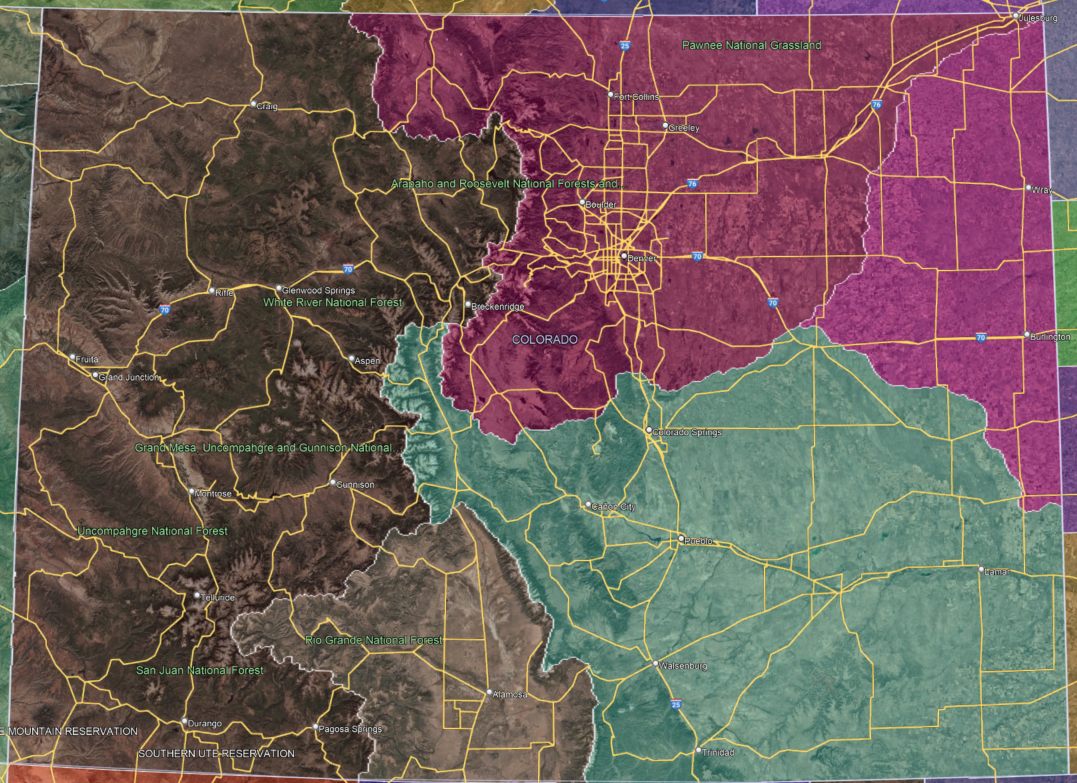 Julesburg
25
Pawnee National Grassland
Fort Collins
76
Craig
Greeley
Arapaho and Roosevelt National Forests and
76
Wray
Boulder
Denver
70
70
Glenwood Springs
Rifle
White River National Forest
70
70
Breckenridge
Burlington
COLORADO
70
Fruita
Aspen
Grand Junction
Colorado Springs
Grand Mesa, Uncompahgre and Gunnison National...
Gunnison
Montrose
Canon City
Uncompahgre National Forest
Pueblo
Lamar
Telluride
Rio Grande National Forest
San Juan National Forest
Walsenburg
Alamosa
25
Durango
Pagosa Springs
E MOUNTAIN RESERVATION
SOUTHERN UTE RESERVATION
Trinidad